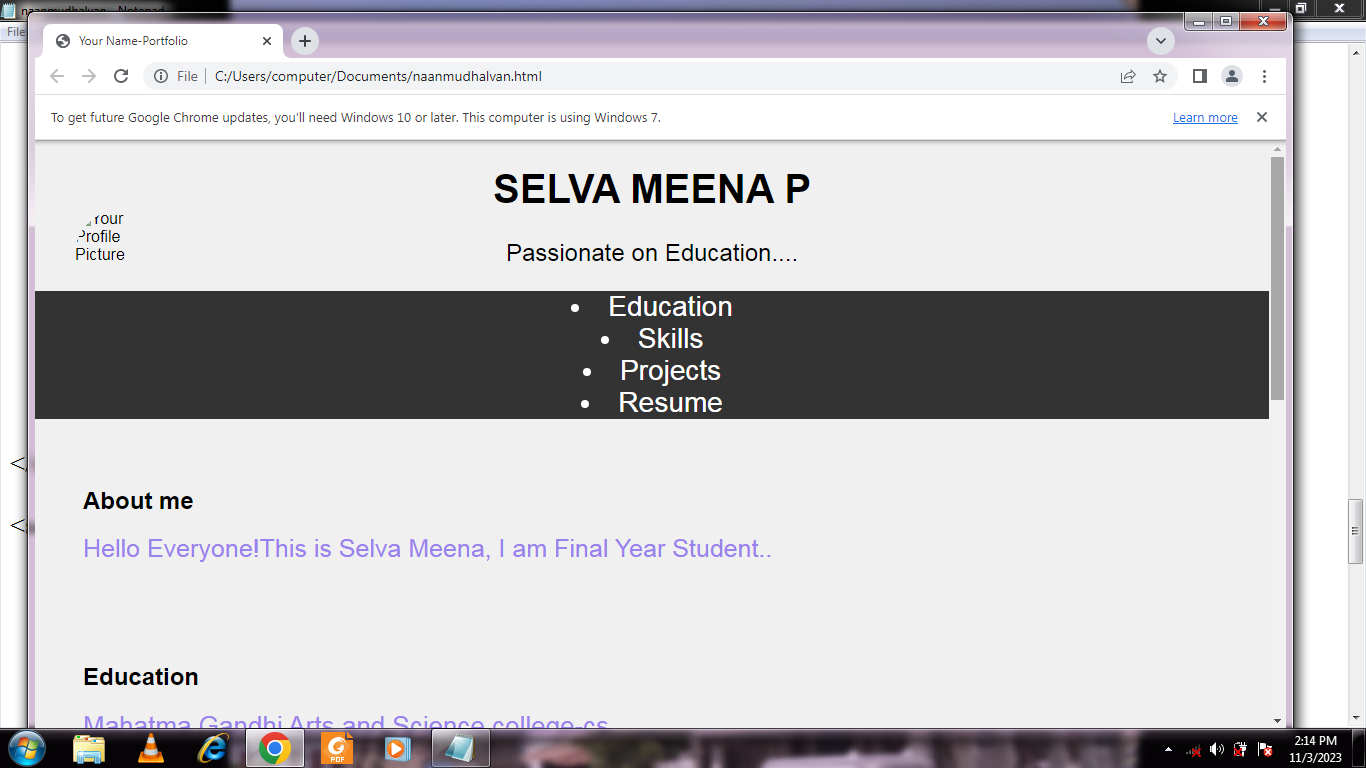 naanmudhalvan - Notepad
File
Your Name-Portfolio
File
C:/Users/computer/Documents/naanmudhalvan.html
To get future Google Chrome updates, you'll need Windows 10 or later. This computer is using Windows 7.
Learn more
SELVA MEENA P
Your
Profile
Picture
Passionate on Education....
• Education
• Skills
• Projects
• Resume
About me
Hello Everyone!This is Selva Meena, I am Final Year Student..
Education
Mahatma Gandhi Arts and Science college-cs
<
<
PDF
2:14 PM
11/3/2023